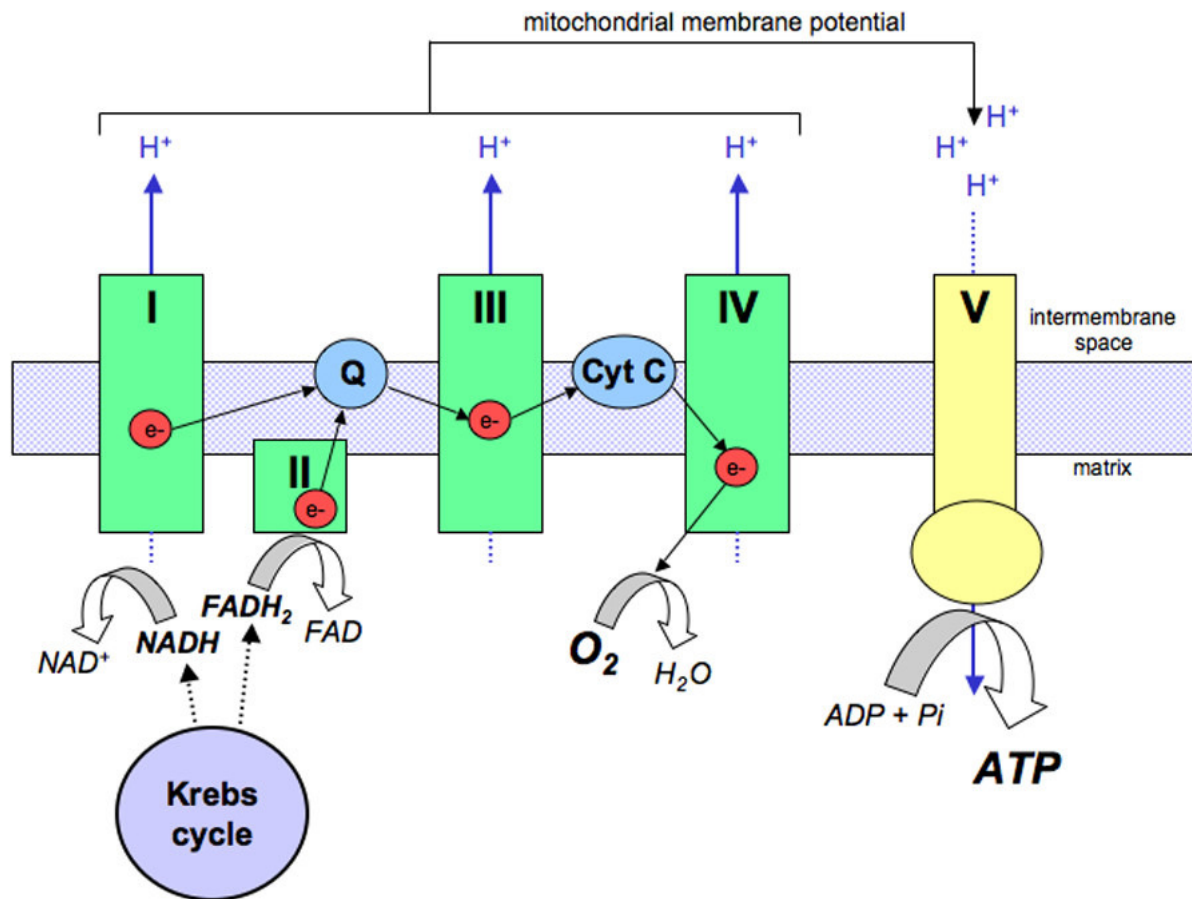 mitochondrial membrane potential
H⁺
H⁺
H⁺
H⁺
H⁺
H⁺
I
III
IV
V
intermembrane
space
Q
Cyt C
e-
e-
e-
matrix
II
e-
NAD⁺
NADH
FADH₂
FAD
O₂
H₂O
ADP + Pi
ATP
Krebs
cycle